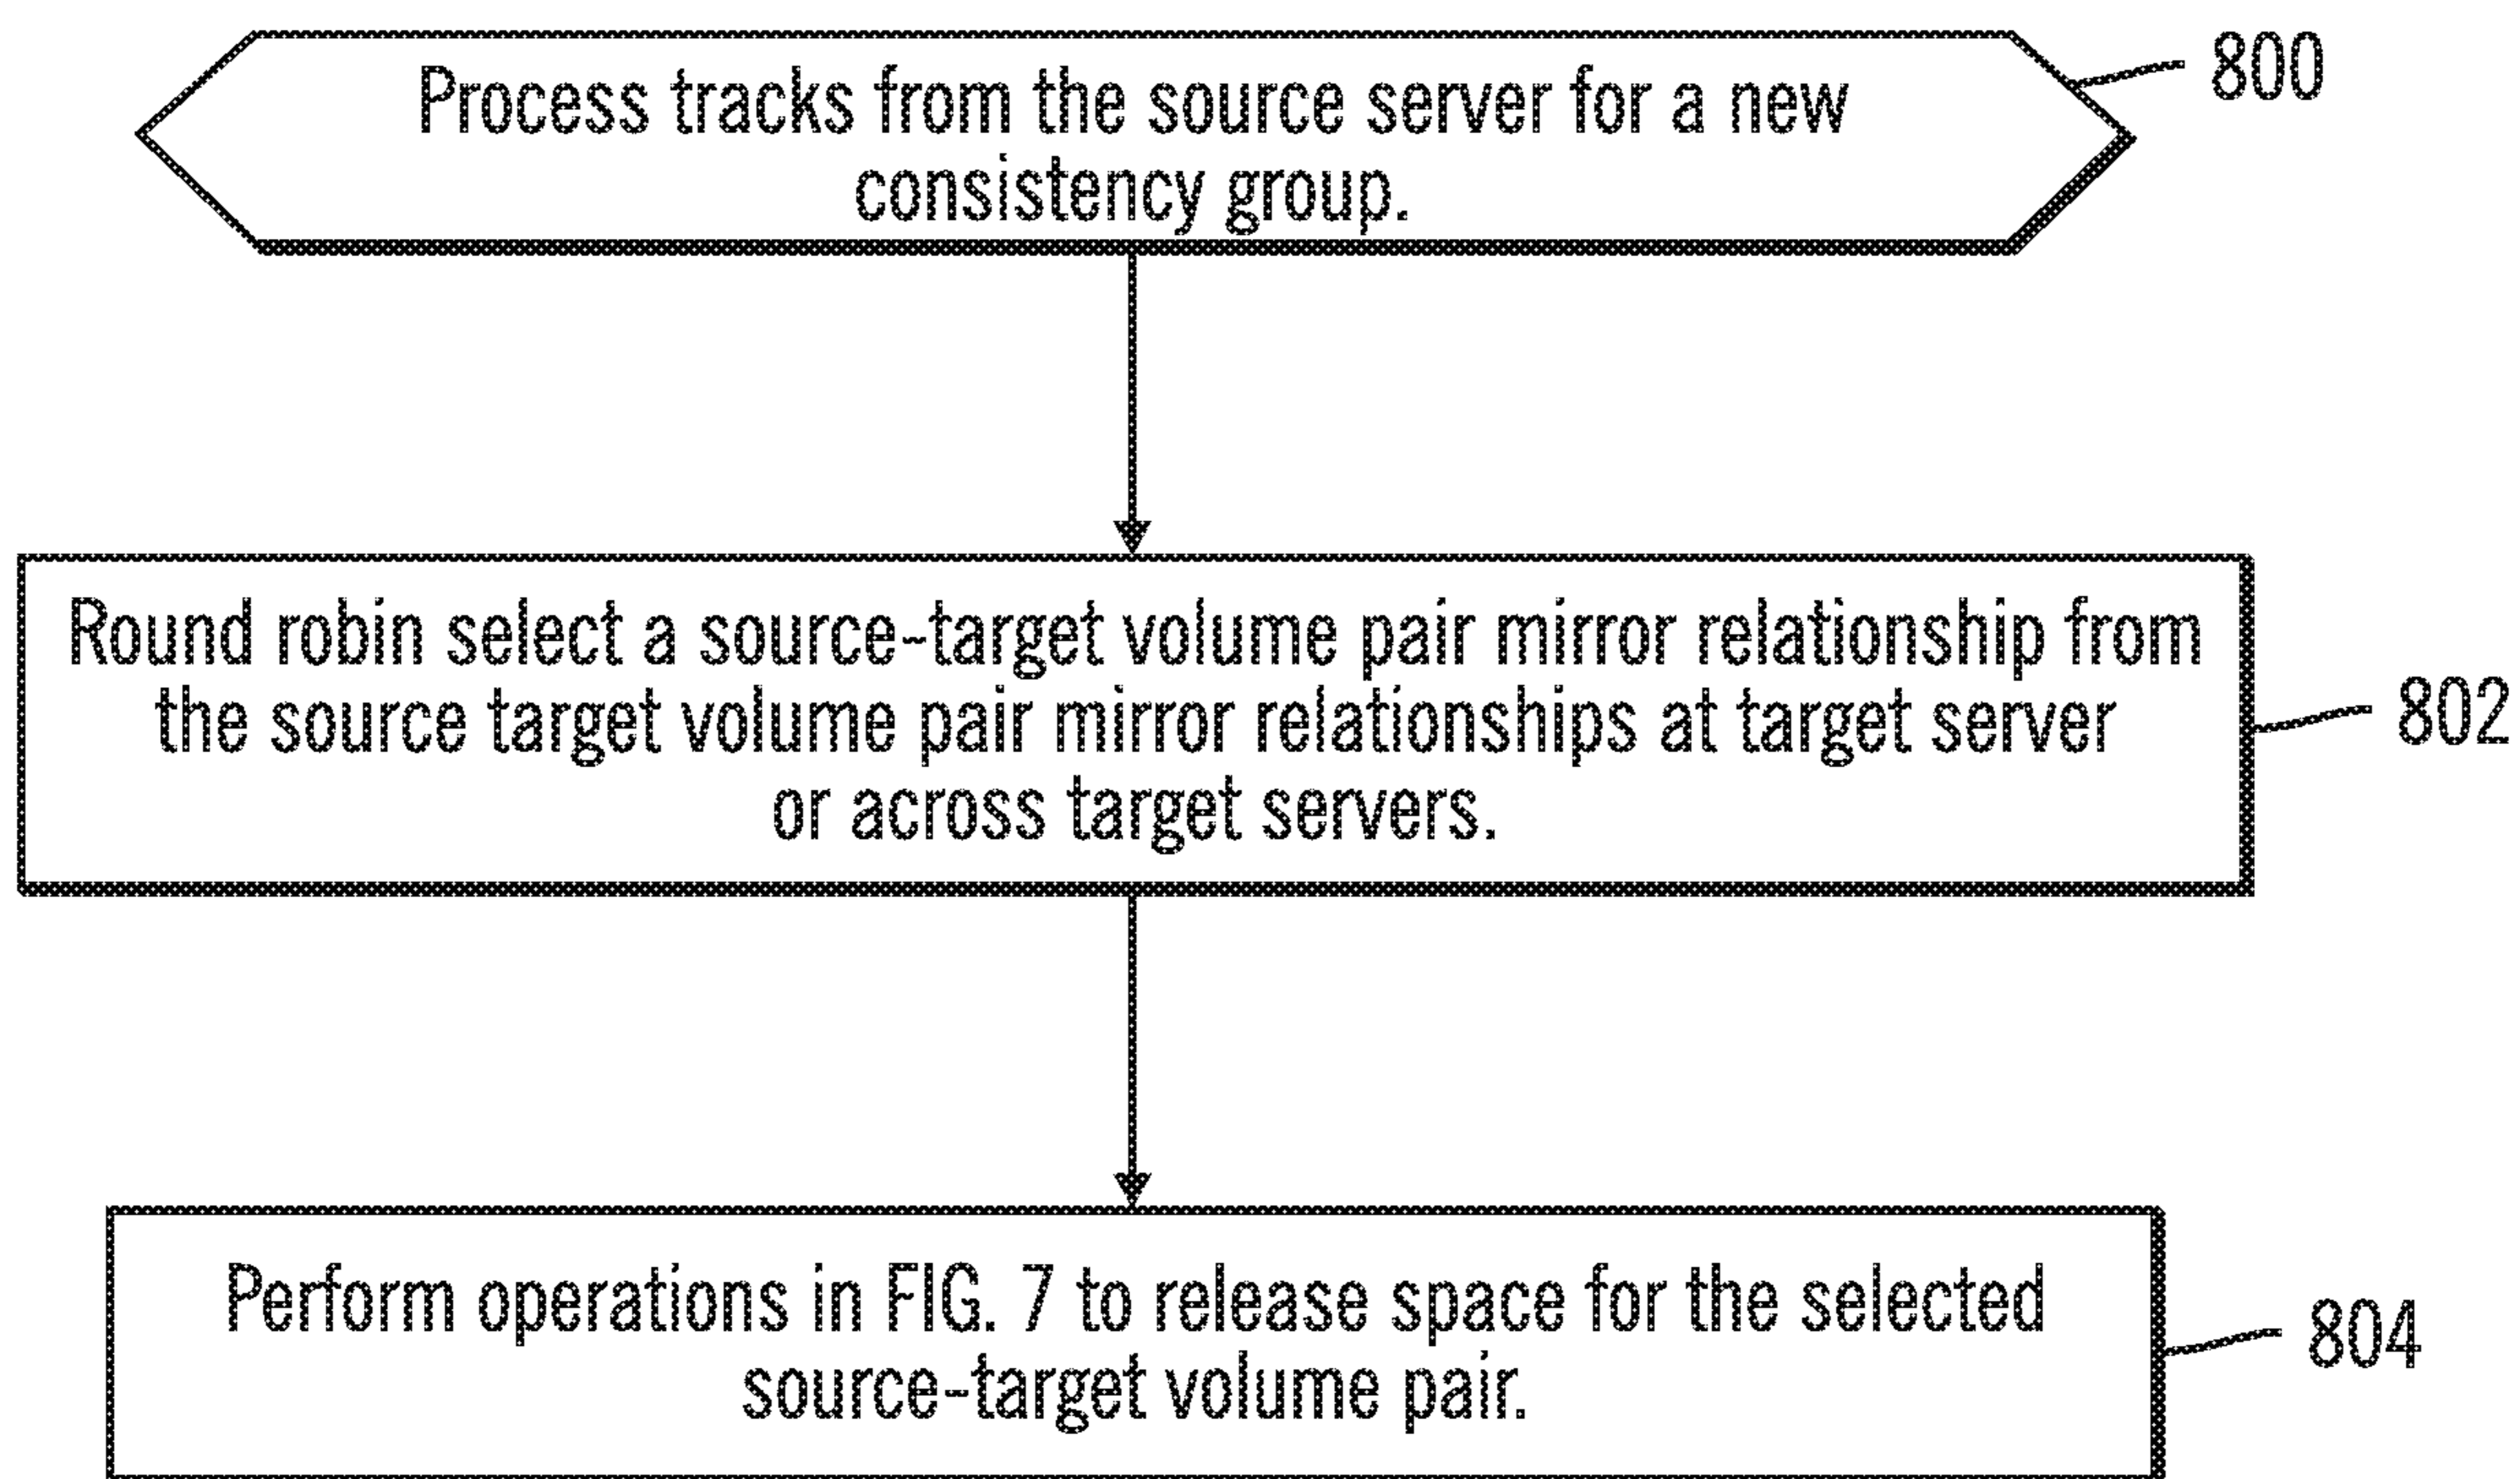 Process tracks from the source server for a new
consistency group.
800
Round robin select a source-target volume pair mirror relationship from
the source target volume pair mirror relationships at target server
or across target servers.
802
Perform operations in FIG. 7 to release space for the selected
source-target volume pair.
804